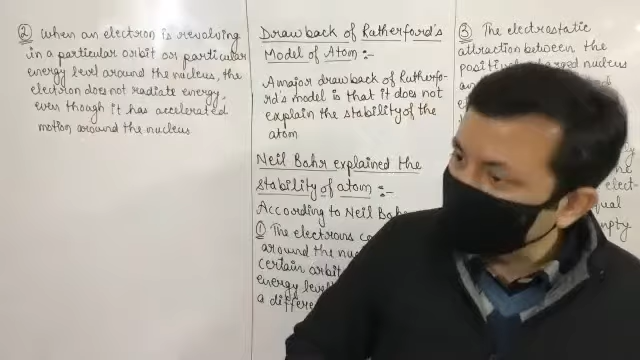 ② When an electron is revolving
in a particular orbit or particular
energy level around the nucleus, the
electron does not radiate energy,
even though it has accelerated
motion around the nucleus
Drawback of Rutherford's
Model of Atom :-
A major drawback of Rutherfo-
rd's model is that it does not
explain the stability of the
atom
Neil Bohr explained the
stability of atom :-
According to Neil Bohr
① The electrons
around the
certain orbit
energy level
a
③ The electrostatic
attraction between the
positively charged nucleus
elect-